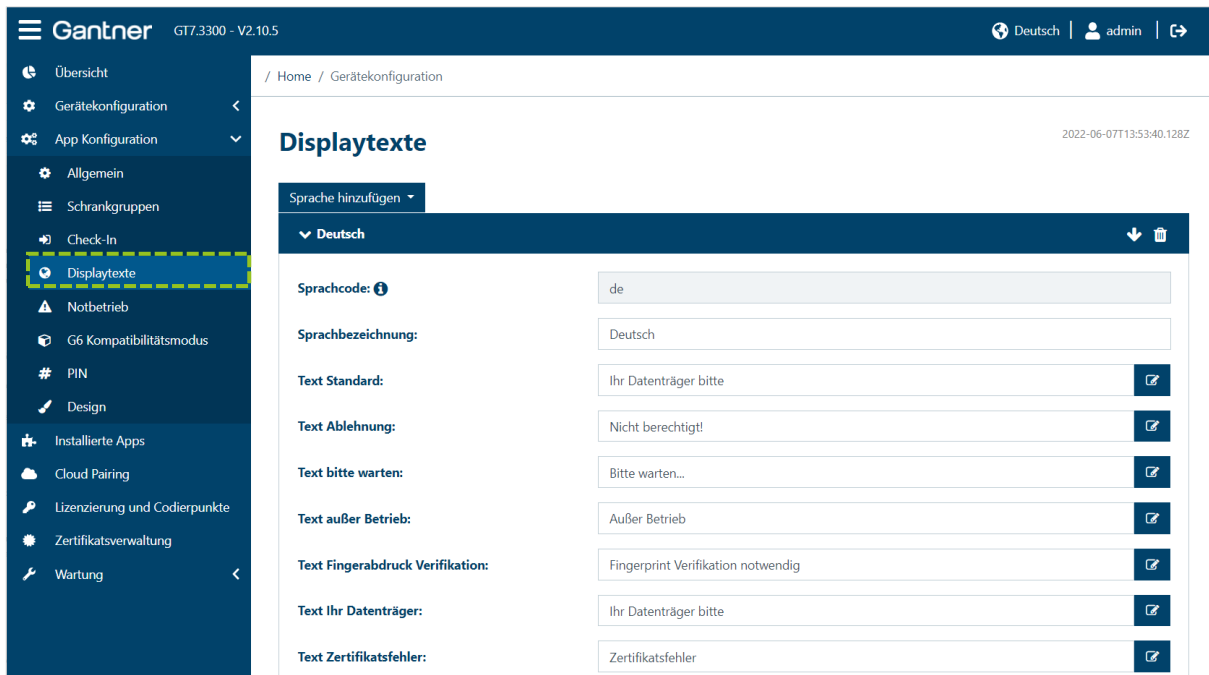 Gantner GT7.3300 - V2.10.5 Deutsch admin
Übersicht
Gerätekonfiguration
App Konfiguration
Allgemein
Schrankgruppen
Check-In
Displaytexte
Notbetrieb
G6 Kompatibilitätsmodus
PIN
Design
Installierte Apps
Cloud Pairing
Lizenzierung und Codierpunkte
Zertifikatsverwaltung
Wartung
/ Home / Gerätekonfiguration
Displaytexte 2022-06-07T13:53:40.128Z
Sprache hinzufügen
Deutsch
Sprachcode: de
Sprachbezeichnung: Deutsch
Text Standard: Ihr Datenträger bitte
Text Ablehnung: Nicht berechtigt!
Text bitte warten: Bitte warten...
Text außer Betrieb: Außer Betrieb
Text Fingerabdruck Verifikation: Fingerprint Verifikation notwendig
Text Ihr Datenträger: Ihr Datenträger bitte
Text Zertifikatsfehler: Zertifikatsfehler